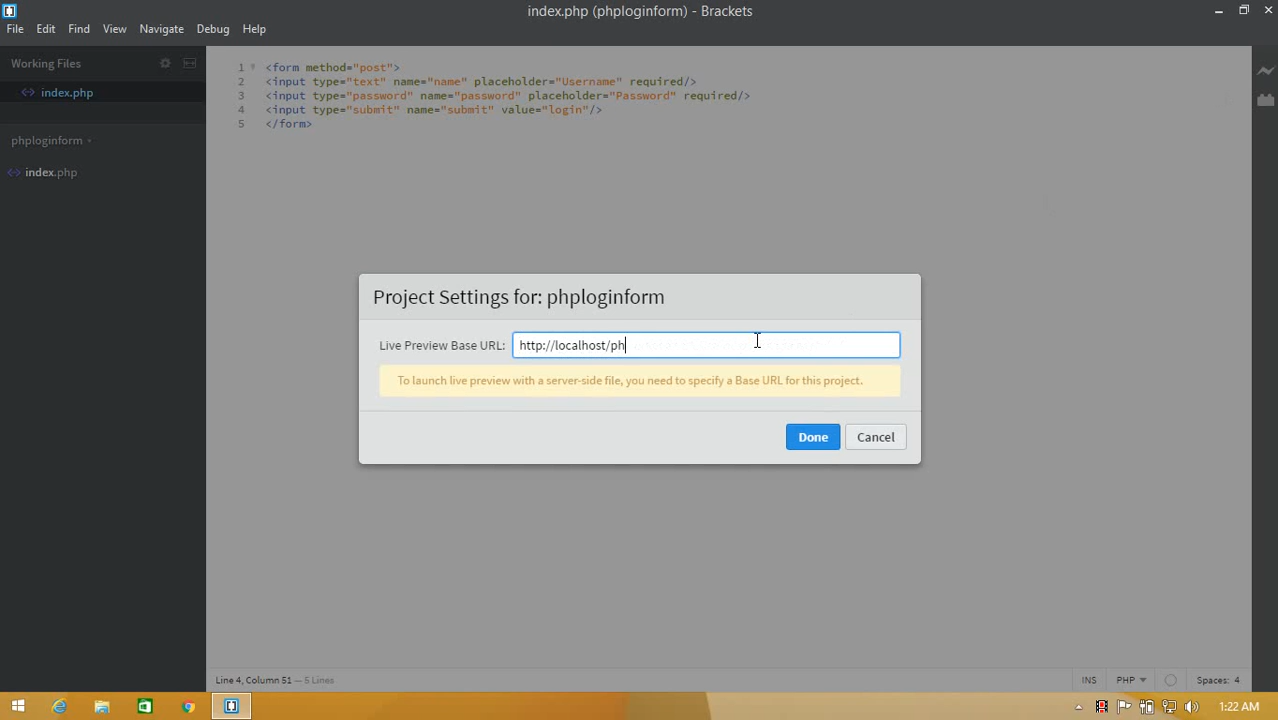 index.php (phploginform) - Brackets
File Edit Find View Navigate Debug Help
Working Files
index.php
phploginform
index.php
1 <form method="post">
2 <input type="text" name="name" placeholder="Username" required/>
3 <input type="password" name="password" placeholder="Password" required/>
4 <input type="submit" name="submit" value="login"/>
5 </form>
Project Settings for: phploginform
Live Preview Base URL: http://localhost/ph
To launch live preview with a server-side file, you need to specify a Base URL for this project.
Done Cancel
Line 4, Column 51 — 5 Lines INS PHP Spaces: 4
1:22 AM